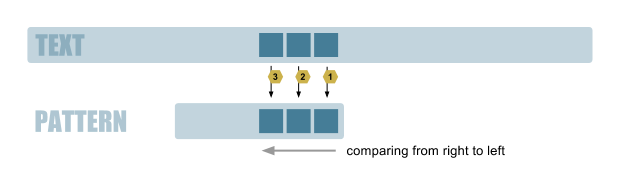 TEXT
3 2 1
PATTERN
comparing from right to left